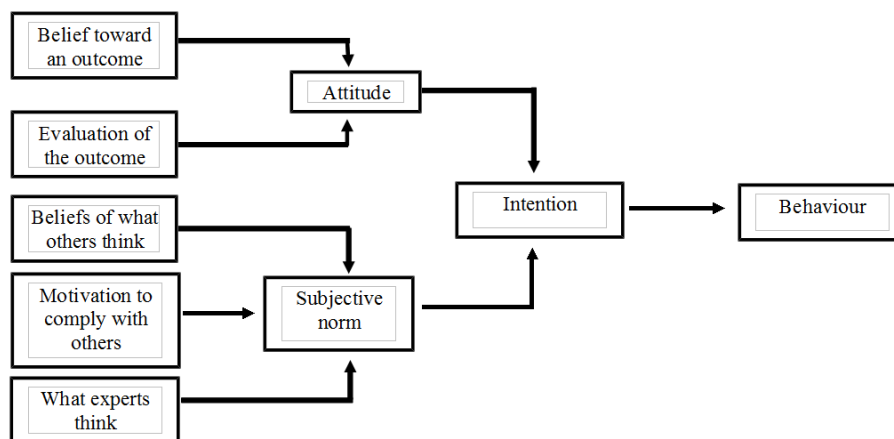 Belief toward
an outcome
Attitude
Evaluation of
the outcome
Beliefs of what
others think
Intention
Behaviour
Motivation to
comply with
others
Subjective
norm
What experts
think